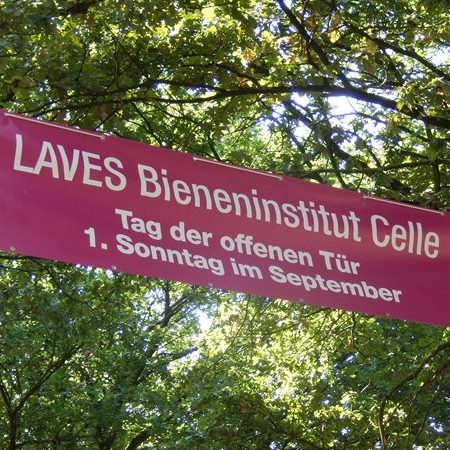 LAVES Bieneninstitut Celle
Tag der offenen Tür
1. Sonntag im September